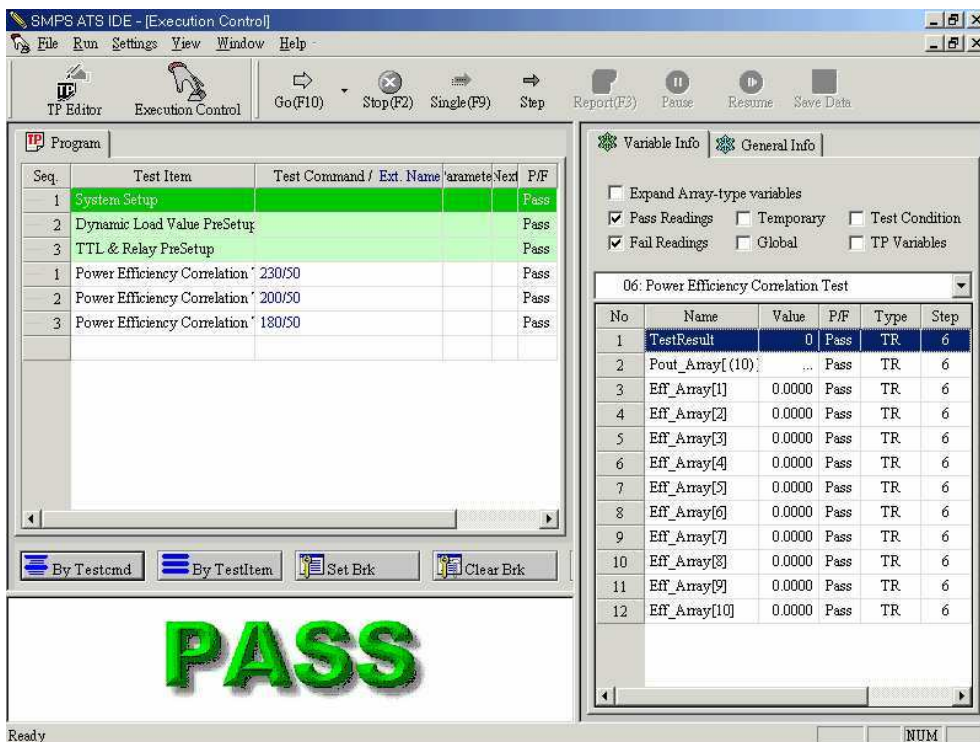 SMPS ATS IDE - [Execution Control]
File Run Settings View Window Help
TP Editor
Execution Control
Go(F10)
Stop(F2)
Single(F9)
Step
Report(F3)
Pause
Resume
Save Data
TP Program
Seq. Test Item Test Command / Ext. Name 'aramete Next P/F
1 System Setup Pass
2 Dynamic Load Value PreSetup Pass
3 TTL & Relay PreSetup Pass
1 Power Efficiency Correlation 230/50 Pass
2 Power Efficiency Correlation 200/50 Pass
3 Power Efficiency Correlation 180/50 Pass
By Testcmd
By TestItem
Set Brk
Clear Brk
PASS
Variable Info
General Info
Expand Array-type variables
Pass Readings Temporary Test Condition
Fail Readings Global TP Variables
06: Power Efficiency Correlation Test
No Name Value P/F Type Step
1 TestResult 0 Pass TR 6
2 Pout_Array[ (10) ] ... Pass TR 6
3 Eff_Array[1] 0.0000 Pass TR 6
4 Eff_Array[2] 0.0000 Pass TR 6
5 Eff_Array[3] 0.0000 Pass TR 6
6 Eff_Array[4] 0.0000 Pass TR 6
7 Eff_Array[5] 0.0000 Pass TR 6
8 Eff_Array[6] 0.0000 Pass TR 6
9 Eff_Array[7] 0.0000 Pass TR 6
10 Eff_Array[8] 0.0000 Pass TR 6
11 Eff_Array[9] 0.0000 Pass TR 6
12 Eff_Array[10] 0.0000 Pass TR 6
Ready
NUM